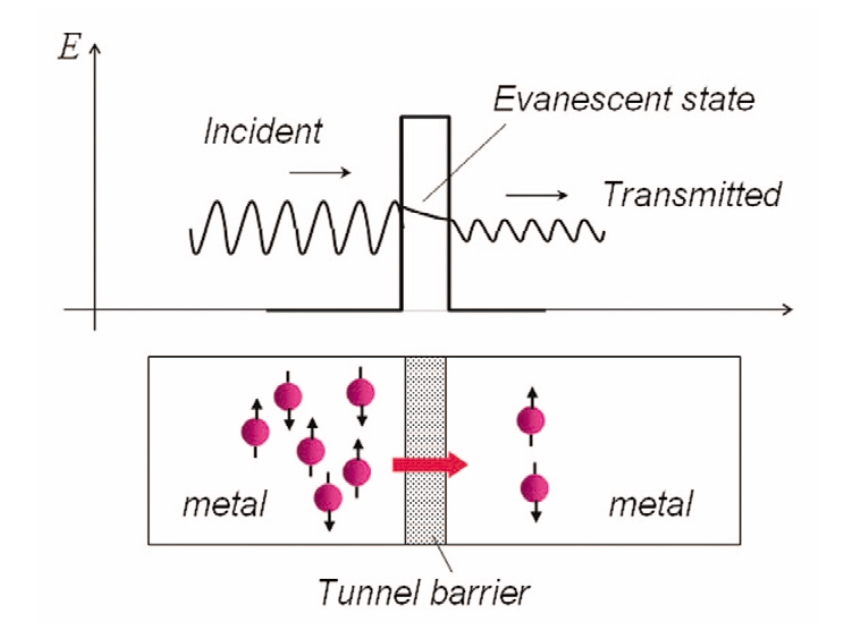 E
Evanescent state
Incident
Transmitted
metal
metal
Tunnel barrier